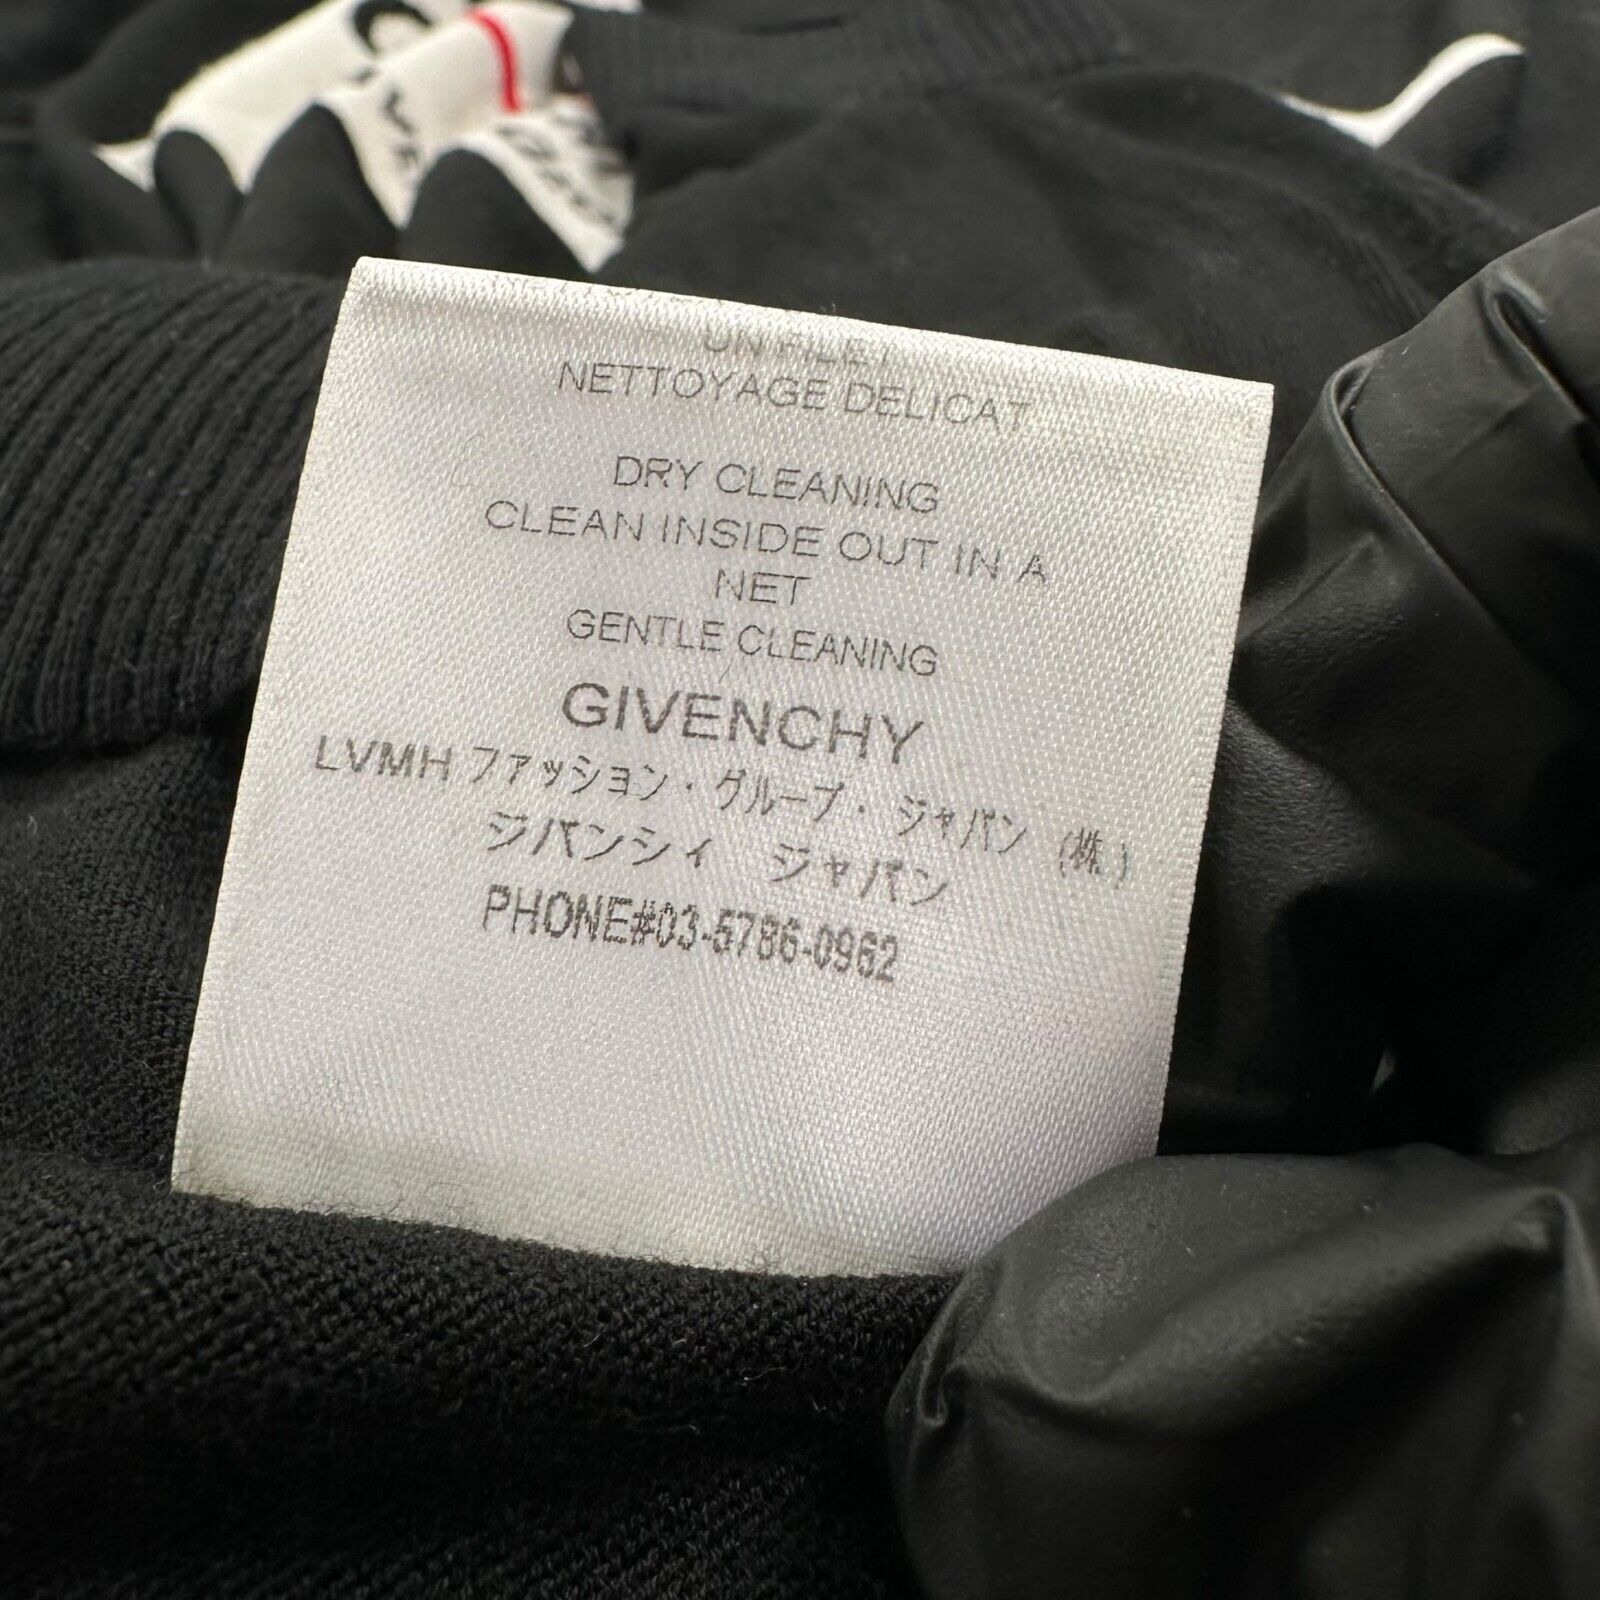 UN FILET
NETTOYAGE DELICAT
DRY CLEANING
CLEAN INSIDE OUT IN A
NET
GENTLE CLEANING
GIVENCHY
LVMH ファッション・グループ・ジャパン (株)
ジバンシィ ジャパン
PHONE#03-5786-0962